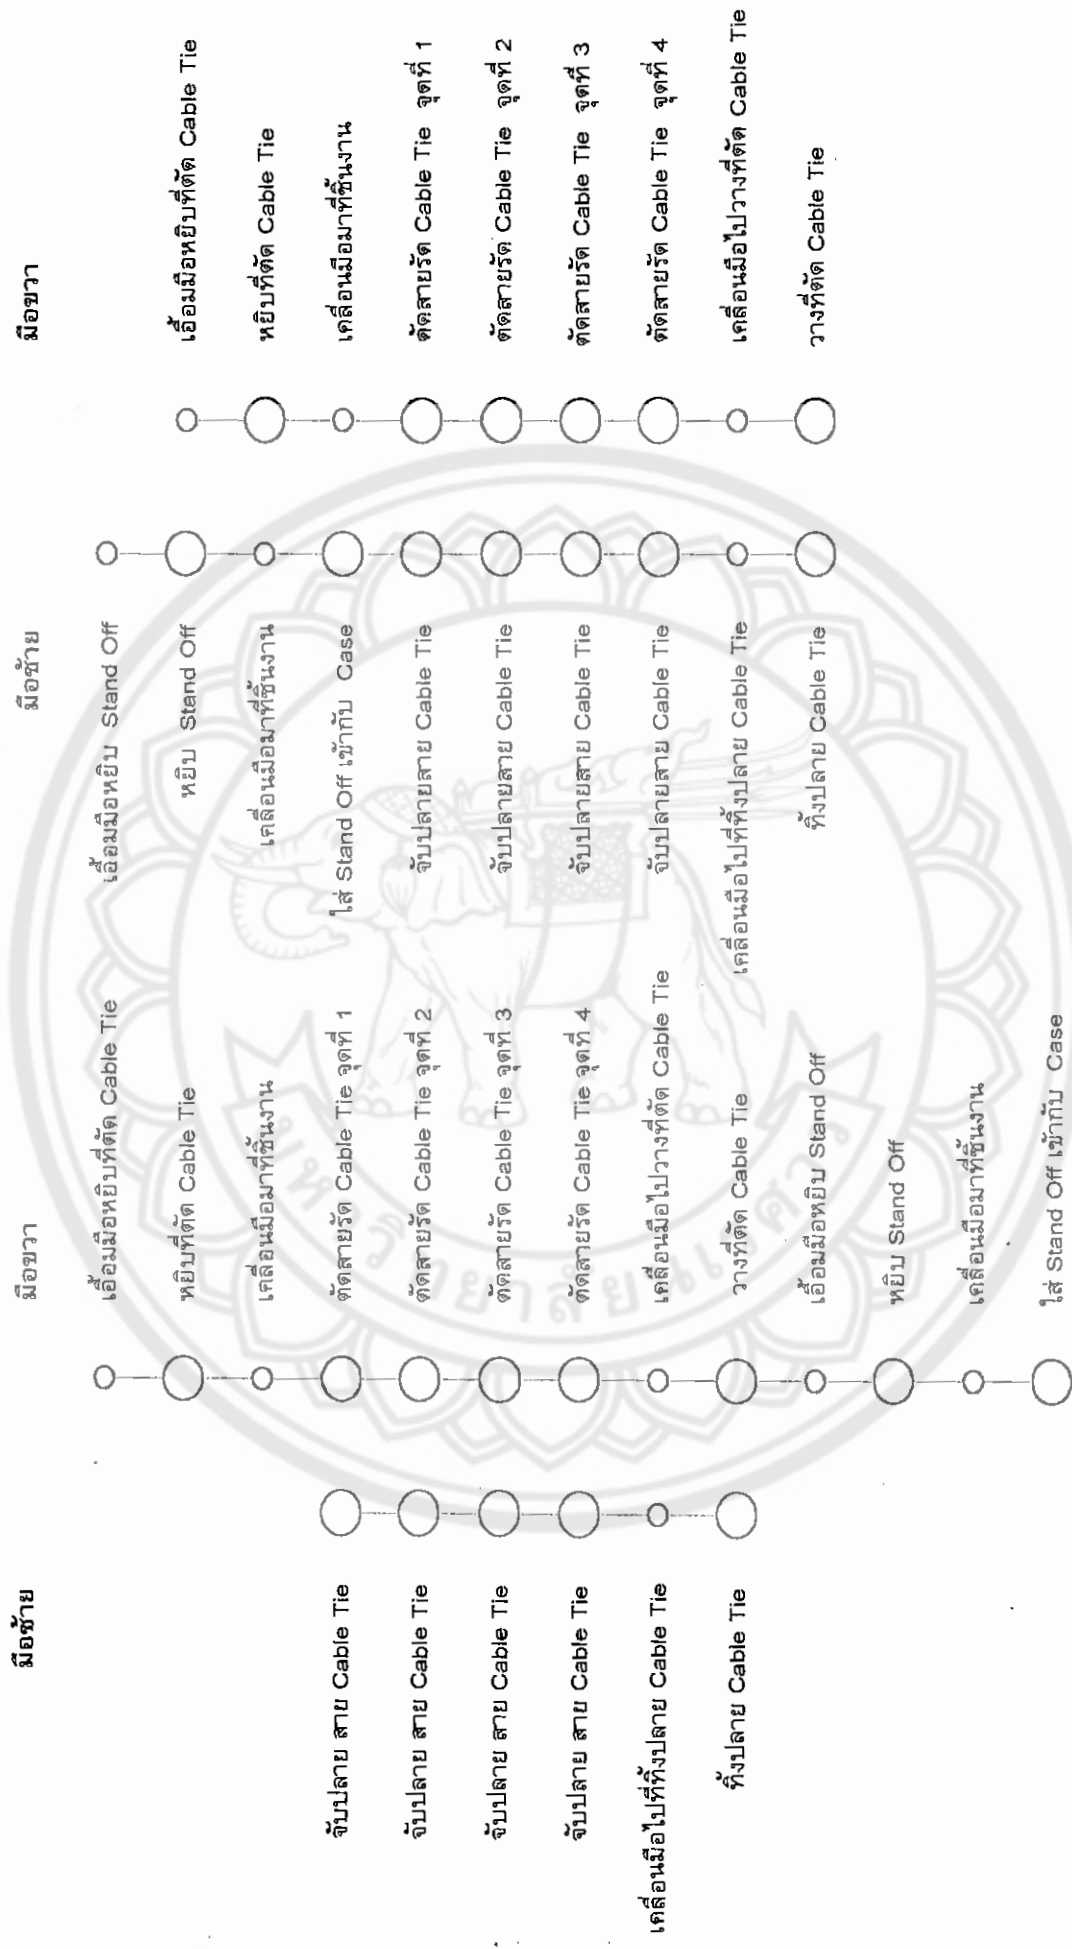 มือซ้าย
จับปลาย สาย Cable Tie
จับปลาย สาย Cable Tie
จับปลาย สาย Cable Tie
จับปลาย สาย Cable Tie
เคลื่อนมือไปที่ทิ้งปลาย Cable Tie
ทิ้งปลาย Cable Tie
มือขวา
เอื้อมมือหยิบที่ตัด Cable Tie
หยิบที่ตัด Cable Tie
เคลื่อนมือมาที่ชิ้นงาน
ตัดสายรัด Cable Tie จุดที่ 1
ตัดสายรัด Cable Tie จุดที่ 2
ตัดสายรัด Cable Tie จุดที่ 3
ตัดสายรัด Cable Tie จุดที่ 4
เคลื่อนมือไปวางที่ตัด Cable Tie
วางที่ตัด Cable Tie
เอื้อมมือหยิบ Stand Off
หยิบ Stand Off
เคลื่อนมือมาที่ชิ้นงาน
ใส่ Stand Off เข้ากับ Case
มือซ้าย
เอื้อมมือหยิบ Stand Off
หยิบ Stand Off
เคลื่อนมือมาที่ชิ้นงาน
ใส่ Stand Off เข้ากับ Case
จับปลายสาย Cable Tie
จับปลายสาย Cable Tie
จับปลายสาย Cable Tie
จับปลายสาย Cable Tie
เคลื่อนมือไปที่ทิ้งปลาย Cable Tie
ทิ้งปลาย Cable Tie
มือขวา
เอื้อมมือหยิบที่ตัด Cable Tie
หยิบที่ตัด Cable Tie
เคลื่อนมือมาที่ชิ้นงาน
ตัดสายรัด Cable Tie จุดที่ 1
ตัดสายรัด Cable Tie จุดที่ 2
ตัดสายรัด Cable Tie จุดที่ 3
ตัดสายรัด Cable Tie จุดที่ 4
เคลื่อนมือไปวางที่ตัด Cable Tie
วางที่ตัด Cable Tie
มหาวิทยาลัยนเรศวร